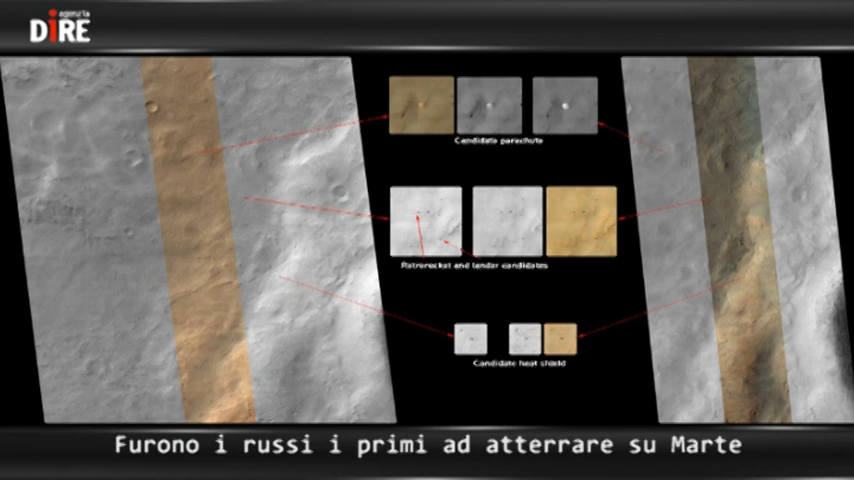 agenzia
DiRE
Candidate parachute
Retrorocket and lander candidates
Candidate heat shield
Furono i russi i primi ad atterrare su Marte